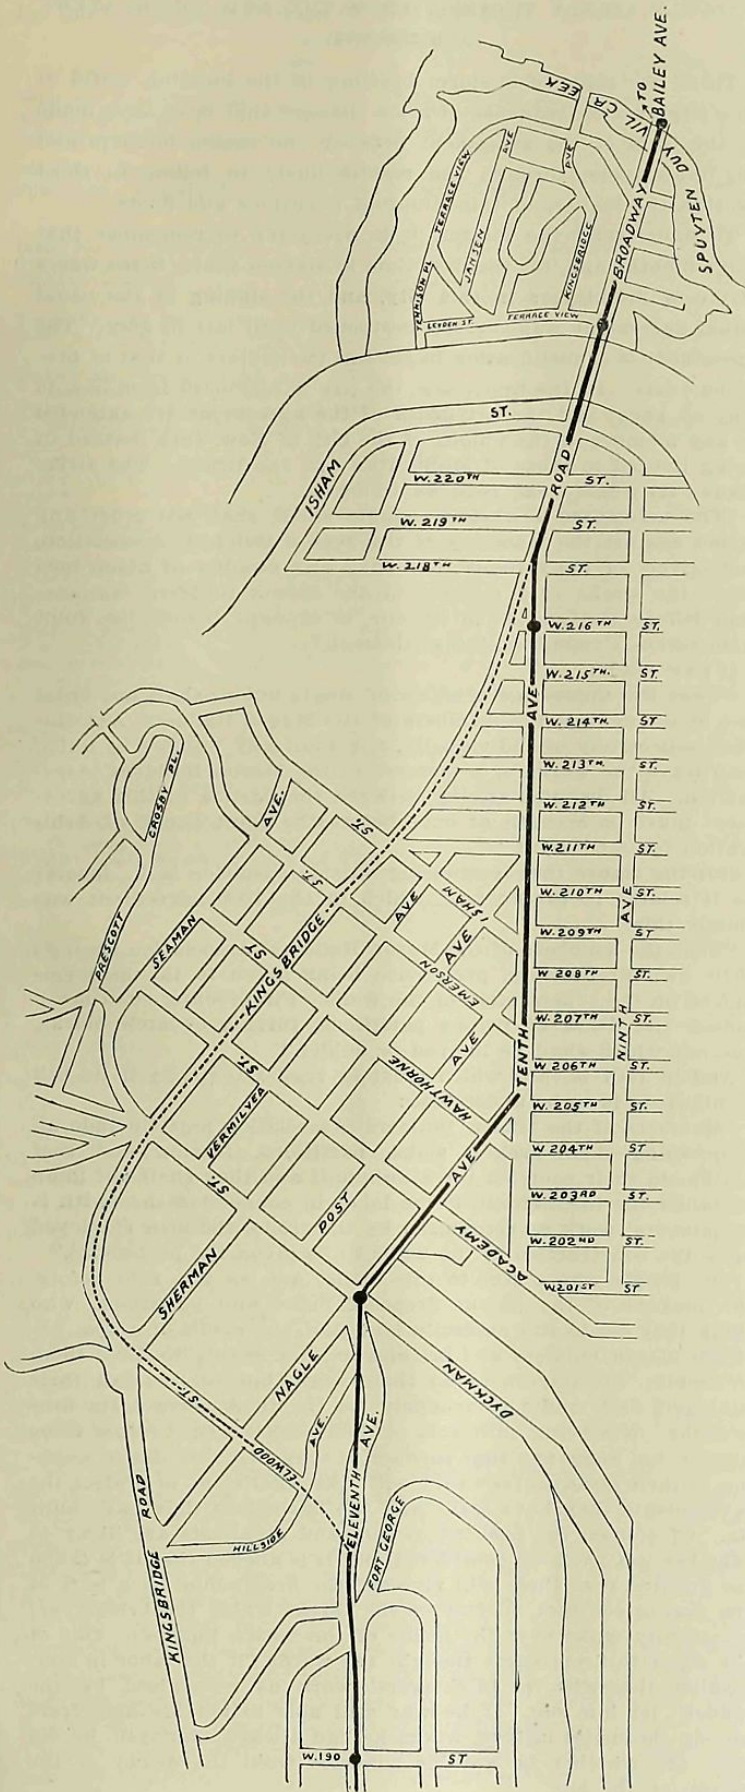 TO
BAILEY AVE.
SPUYTEN DUYVIL CREEK
AVE
AVE
TERRACE VIEW
JANSEN
KINGSBRIDGE
BROADWAY
TENNISON PL
LEYDEN ST.
TERRACE VIEW
ISHAM ST.
ROAD
W. 220TH ST.
W. 219TH ST.
W. 218TH ST.
W. 216TH ST.
W. 215TH. ST.
AVE
W. 214TH. ST
W. 213TH. ST.
W. 212TH ST.
W. 211TH ST.
W. 210TH ST.
AVE
W. 209TH ST
W 208TH ST.
W. 207TH ST.
NINTH
TENTH
W. 206TH ST.
W. 205TH ST.
W. 204TH ST
W. 203RD ST.
W. 202ND ST.
W. 201ST ST
CROSBY PL.
PRESCOTT
SEAMAN
AVE.
ST.
ST.
ST
ST.
ST.
KINGSBRIDGE
AVE
ISHAM
AVE
EMERSON
AVE
HAWTHORNE
VERMILYEA
POST
AVE
ACADEMY
SHERMAN
NAGLE
DYCKMAN
ST.
ELWOOD
AVE.
AVE.
HILLSIDE
ELEVENTH
FORT GEORGE
ROAD
KINGSBRIDGE
W. 190 ST